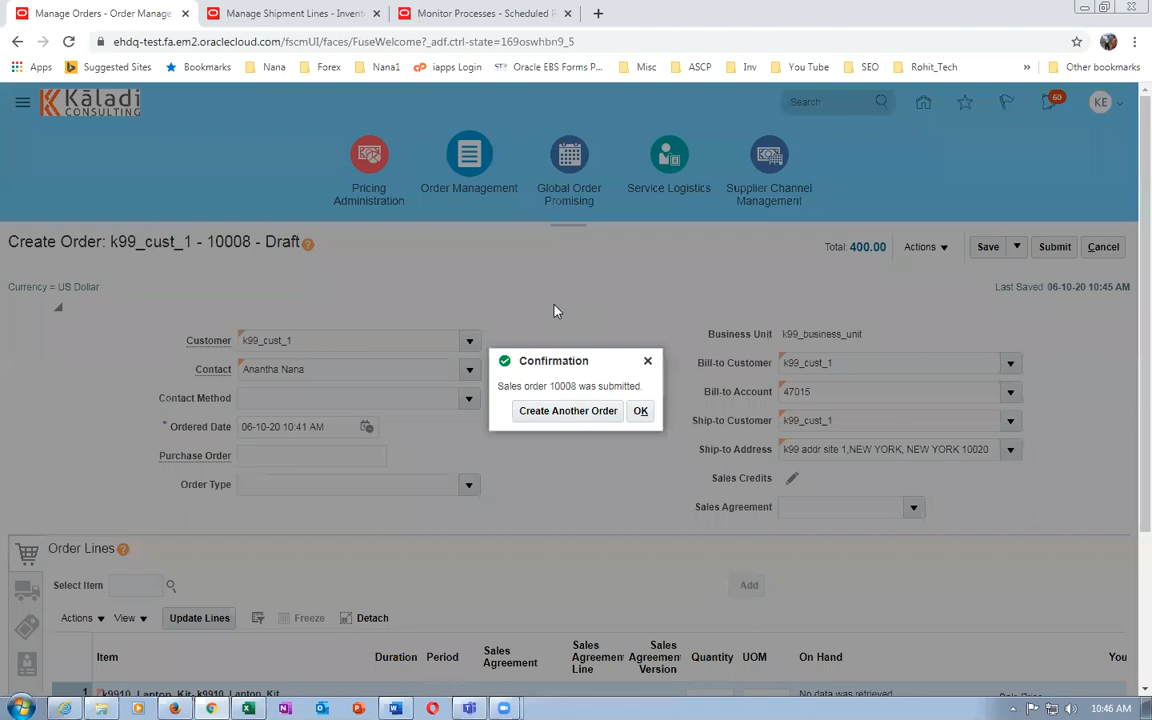 Manage Orders - Order Manage
Manage Shipment Lines - Invent
Monitor Processes - Scheduled P
ehdq-test.fa.em2.oraclecloud.com/fscmUI/faces/FuseWelcome?_adf.ctrl-state=169oswhbn9_5
Apps
Suggested Sites
Bookmarks
Nana
Forex
Nana1
iapps Login
Oracle EBS Forms P...
Misc
ASCP
Inv
You Tube
SEO
Rohit_Tech
»
Other bookmarks
Kāladi
CONSULTING
Search
60
KE
Pricing
Administration
Order Management
Global Order
Promising
Service Logistics
Supplier Channel
Management
Create Order: k99_cust_1 - 10008 - Draft
Total: 400.00
Actions
Save
Submit
Cancel
Currency = US Dollar
Last Saved 06-10-20 10:45 AM
Customer
k99_cust_1
Contact
Anantha Nana
Contact Method
* Ordered Date
06-10-20 10:41 AM
Purchase Order
Order Type
Business Unit
k99_business_unit
Bill-to Customer
k99_cust_1
Bill-to Account
47015
Ship-to Customer
k99_cust_1
Ship-to Address
k99 addr site 1,NEW YORK, NEW YORK 10020
Sales Credits
Sales Agreement
Confirmation
Sales order 10008 was submitted.
Create Another Order
OK
Order Lines
Select Item
Add
Actions
View
Update Lines
Freeze
Detach
Item
Duration
Period
Sales
Agreement
Sales
Agreement
Line
Sales
Agreement
Version
Quantity
UOM
On Hand
You
1
k9910_Laptop_Kit- k9910_Laptop_Kit
No data was retrieved
Sale Price
10:46 AM